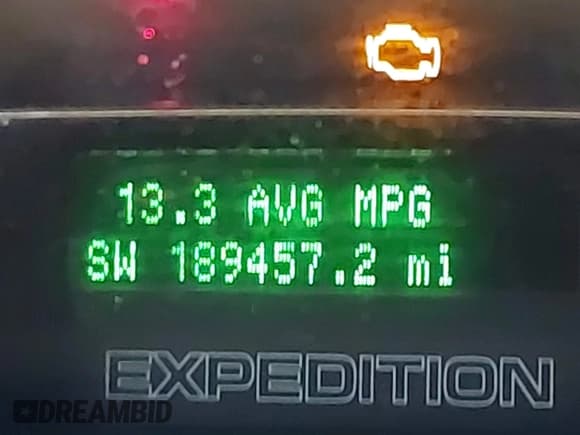 13.3 AVG MPG
SW 189457.2 mi
EXPEDITION
DREAMBID